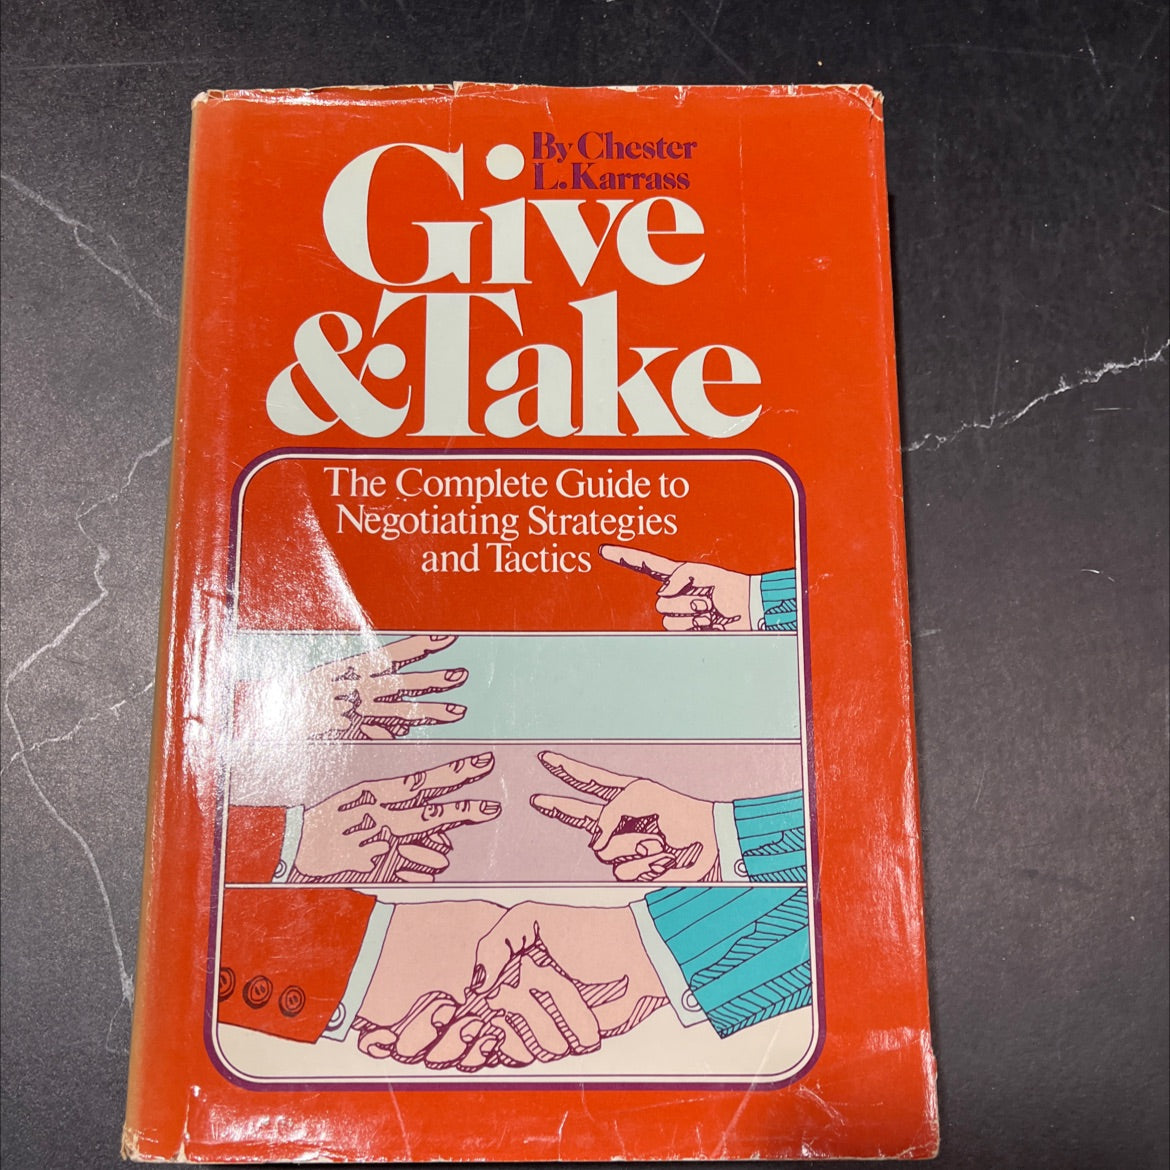 By Chester
L. Karrass
Give
& Take
The Complete Guide to
Negotiating Strategies
and Tactics